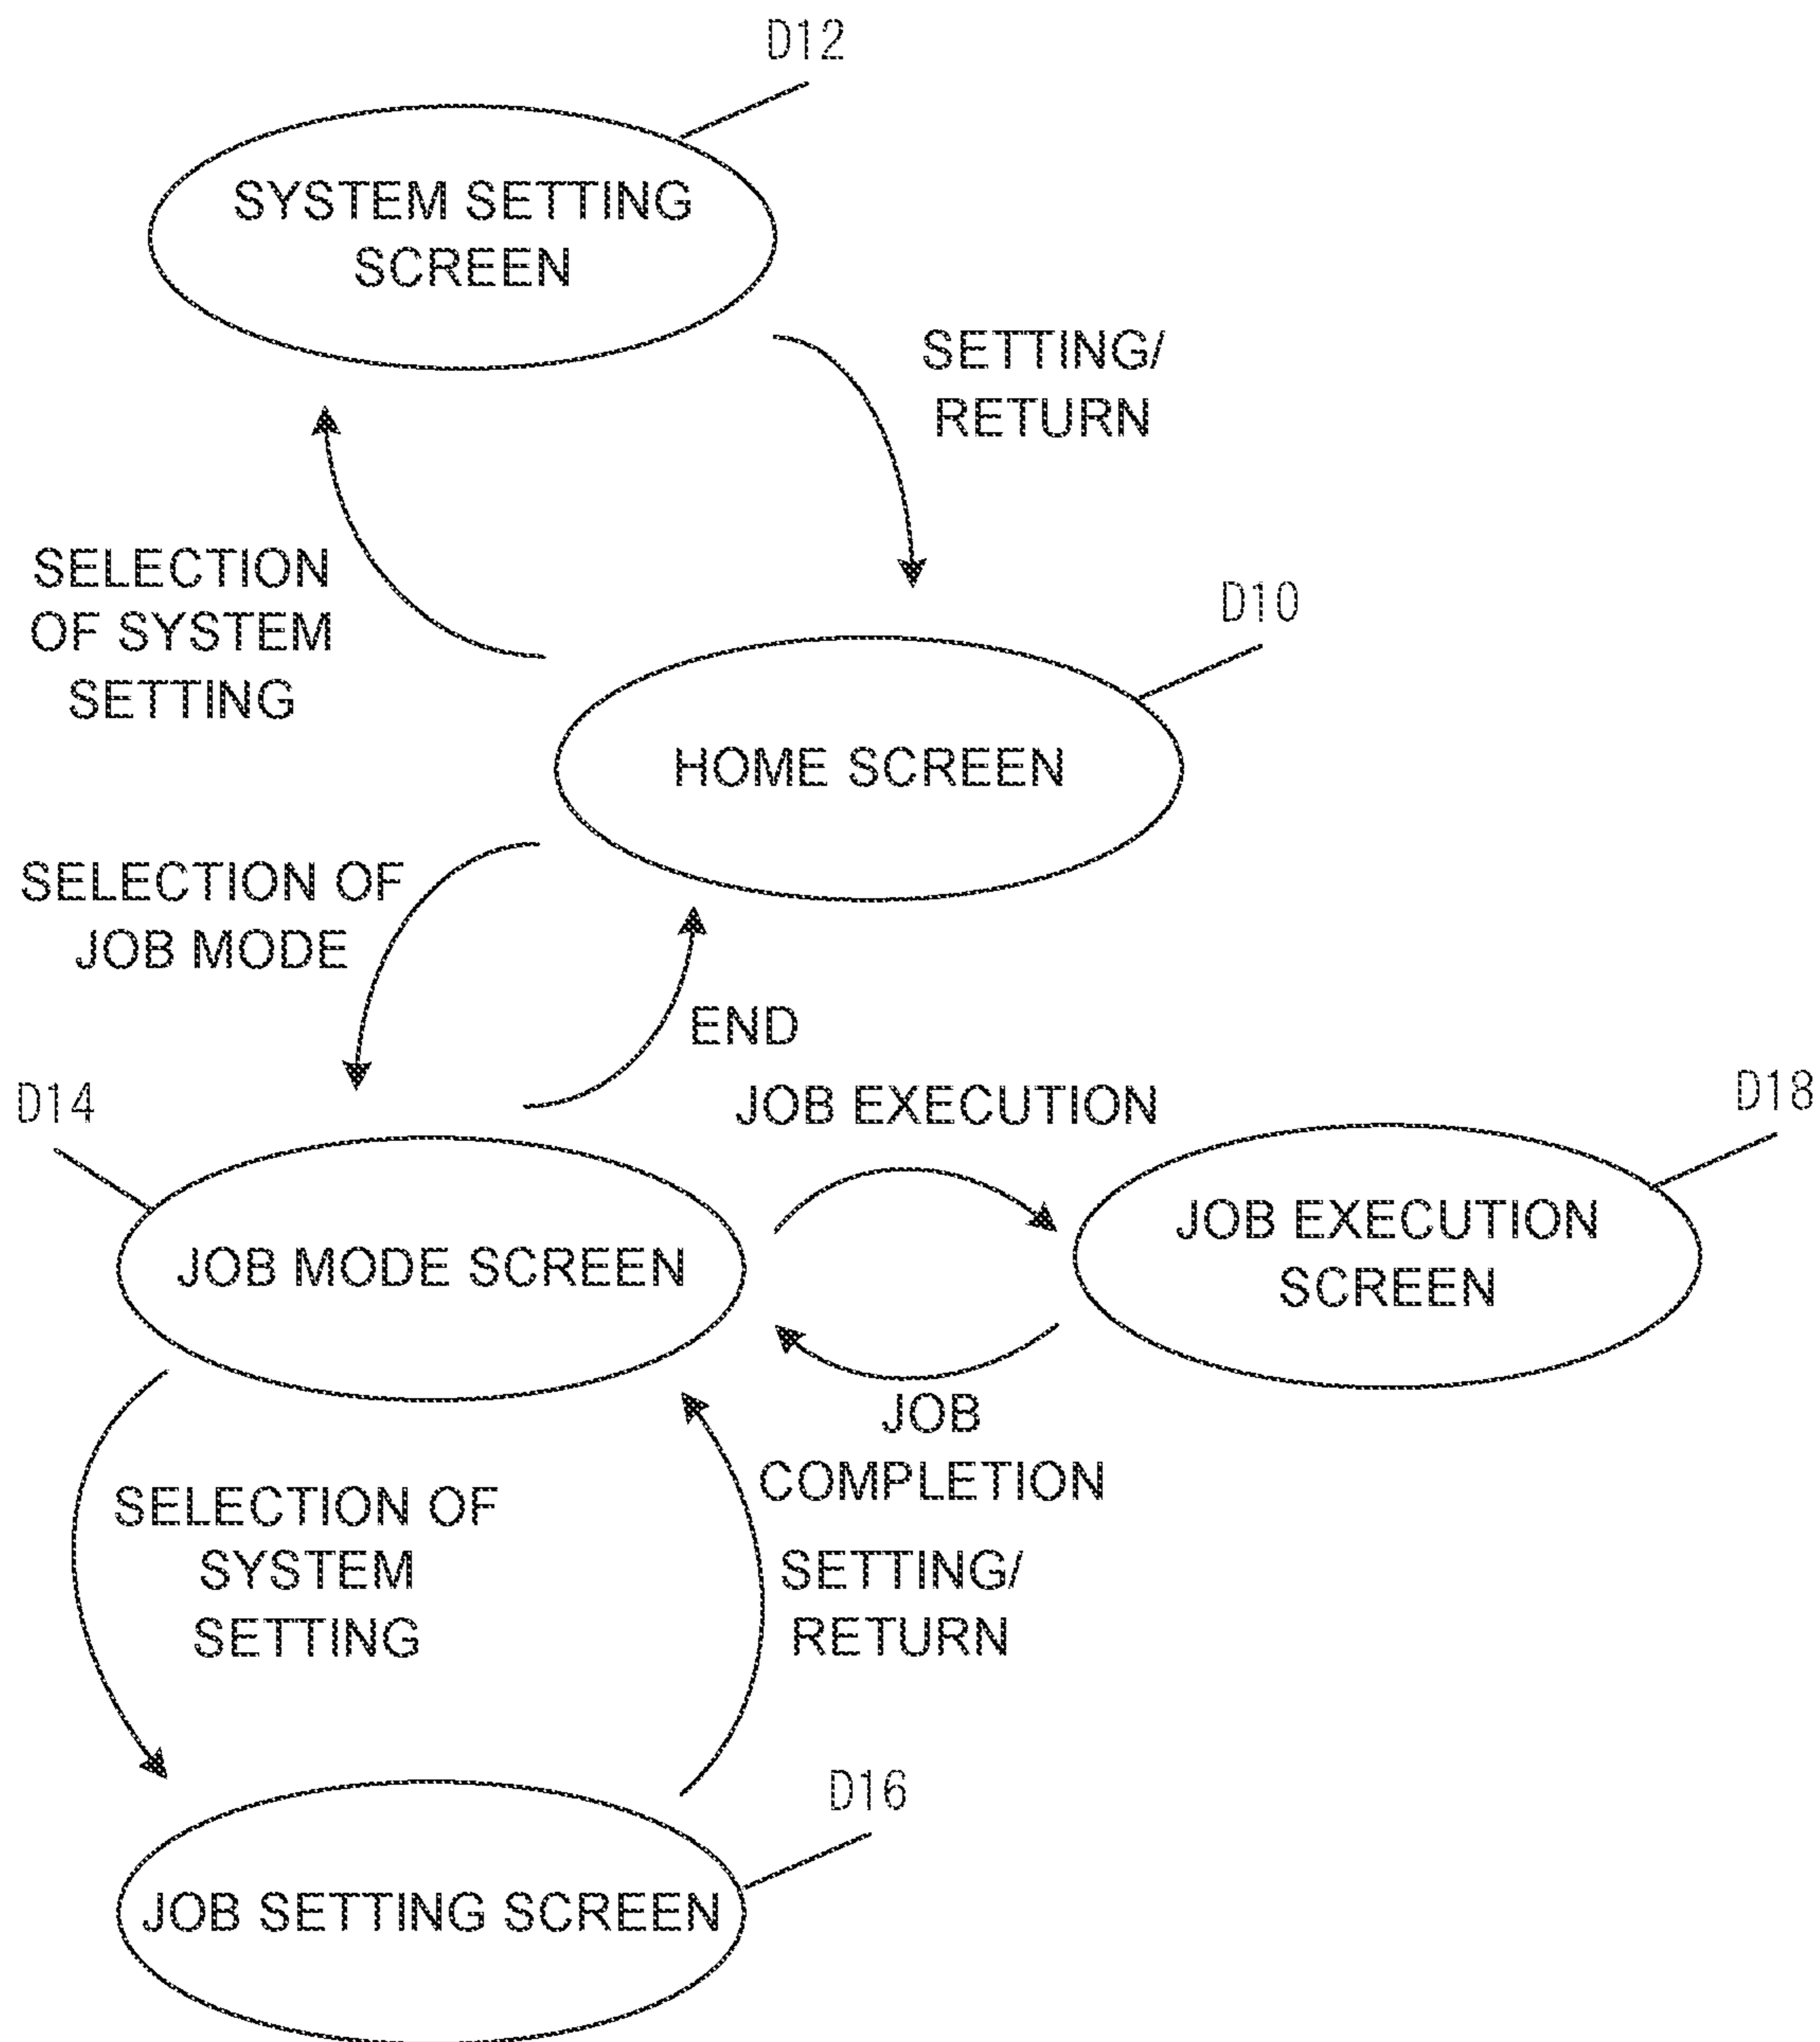 D12
SYSTEM SETTING
SCREEN
SETTING/
RETURN
SELECTION
OF SYSTEM
SETTING
D10
HOME SCREEN
SELECTION OF
JOB MODE
END
D14
JOB EXECUTION
D18
JOB MODE SCREEN
JOB EXECUTION
SCREEN
JOB
COMPLETION
SELECTION OF
SYSTEM
SETTING
SETTING/
RETURN
D16
JOB SETTING SCREEN